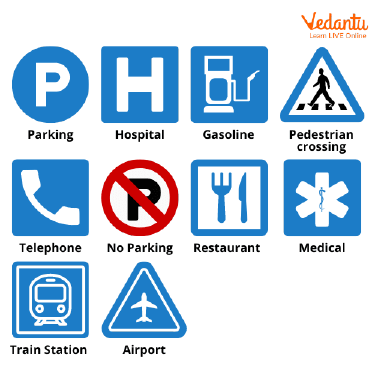 Vedantu
Learn LIVE Online
P
H
Parking
Hospital
Gasoline
Pedestrian
crossing
P
Telephone
No Parking
Restaurant
Medical
Train Station
Airport